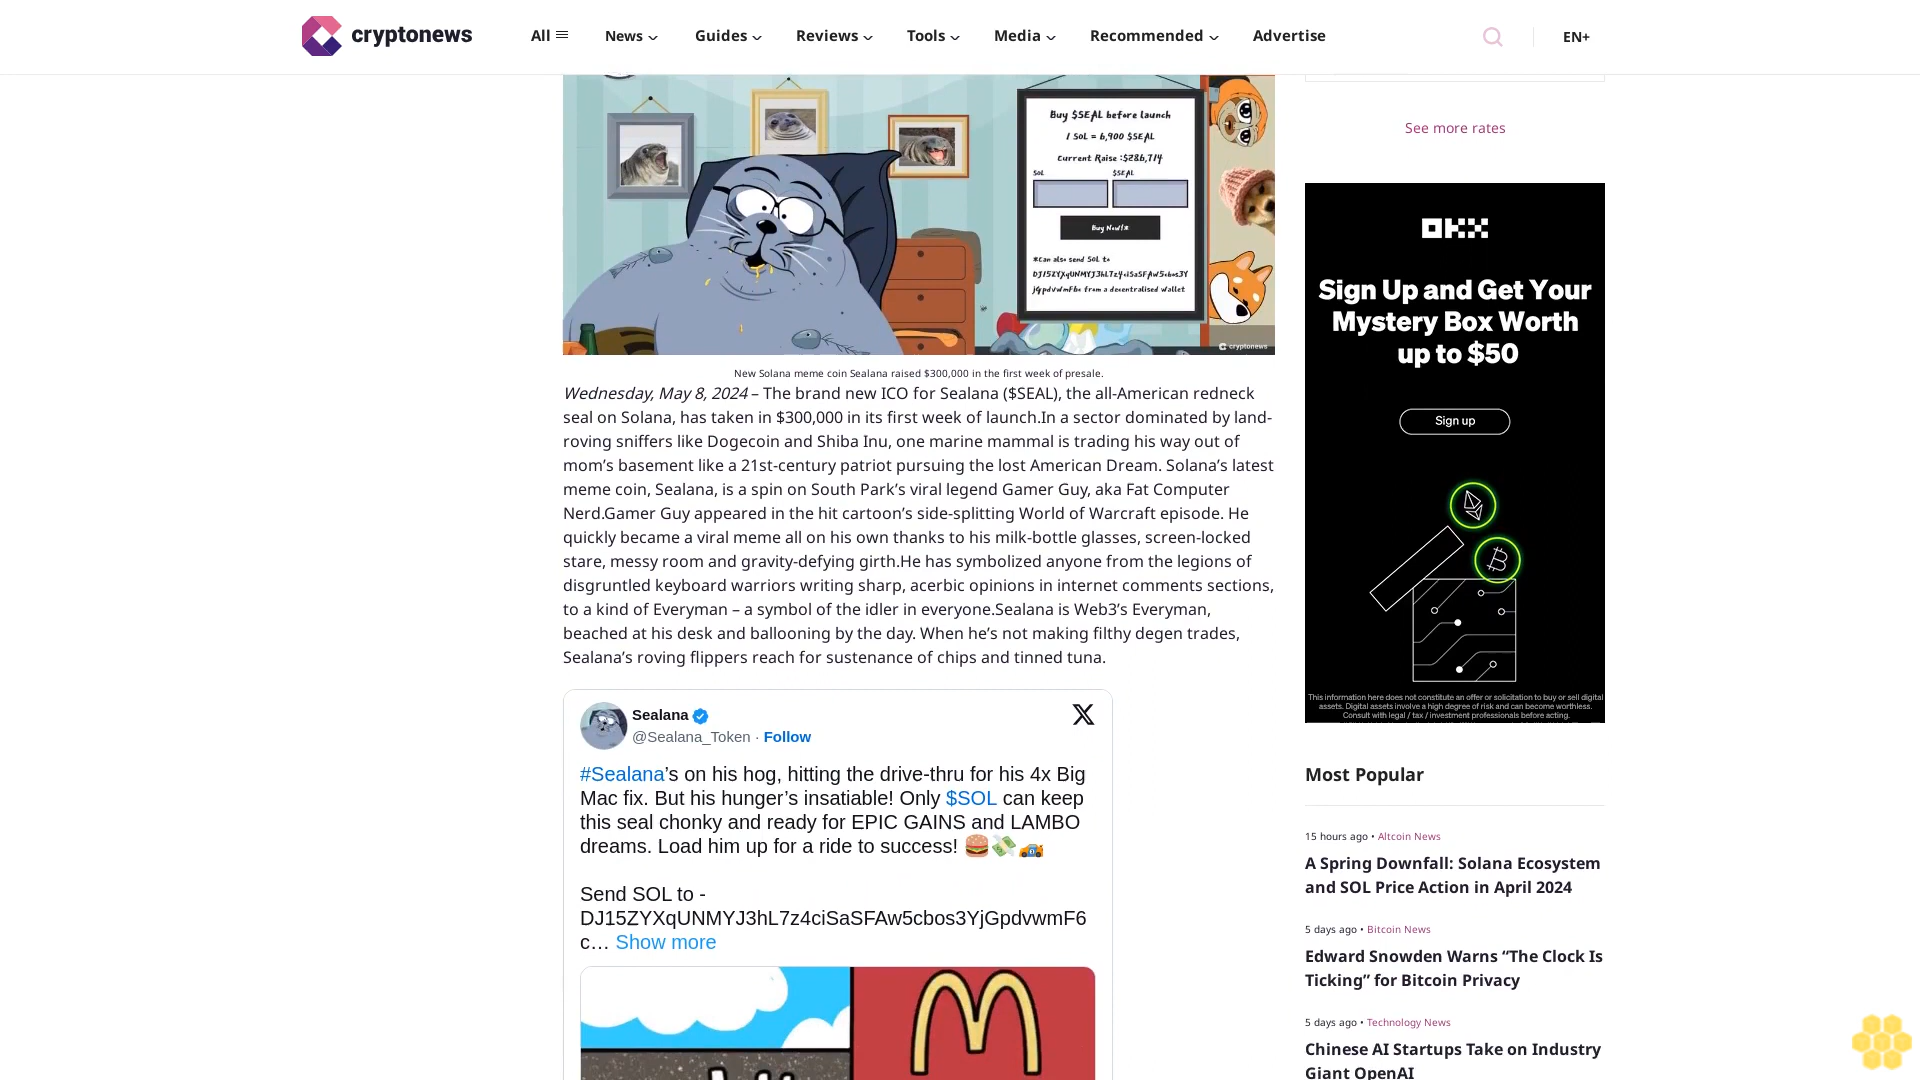 cryptonews
All
News
Guides
Reviews
Tools
Media
Recommended
Advertise
EN+
Buy $SEAL before launch
1 SOL = 6,900 $SEAL
Current Raise :$286,714
SOL
$SEAL
Buy Now!*
*Can also send SOL to
DJ15ZYXqUNMYJ3hL7z4ciSaSFAw5cbos3Y
jGpdvwmF6c from a decentralised wallet
cryptonews
New Solana meme coin Sealana raised $300,000 in the first week of presale.
Wednesday, May 8, 2024 – The brand new ICO for Sealana ($SEAL), the all-American redneck
seal on Solana, has taken in $300,000 in its first week of launch.In a sector dominated by land-
roving sniffers like Dogecoin and Shiba Inu, one marine mammal is trading his way out of
mom’s basement like a 21st-century patriot pursuing the lost American Dream. Solana’s latest
meme coin, Sealana, is a spin on South Park’s viral legend Gamer Guy, aka Fat Computer
Nerd.Gamer Guy appeared in the hit cartoon’s side-splitting World of Warcraft episode. He
quickly became a viral meme all on his own thanks to his milk-bottle glasses, screen-locked
stare, messy room and gravity-defying girth.He has symbolized anyone from the legions of
disgruntled keyboard warriors writing sharp, acerbic opinions in internet comments sections,
to a kind of Everyman – a symbol of the idler in everyone.Sealana is Web3’s Everyman,
beached at his desk and ballooning by the day. When he’s not making filthy degen trades,
Sealana’s roving flippers reach for sustenance of chips and tinned tuna.
Sealana
@Sealana_Token · Follow
#Sealana’s on his hog, hitting the drive-thru for his 4x Big
Mac fix. But his hunger’s insatiable! Only $SOL can keep
this seal chonky and ready for EPIC GAINS and LAMBO
dreams. Load him up for a ride to success! 🍔💸🏎️
Send SOL to -
DJ15ZYXqUNMYJ3hL7z4ciSaSFAw5cbos3YjGpdvwmF6
c… Show more
See more rates
OKX
Sign Up and Get Your
Mystery Box Worth
up to $50
Sign up
This information here does not constitute an offer or solicitation to buy or sell digital
assets. Digital assets involve a high degree of risk and can become worthless.
Consult with legal / tax / investment professionals before acting.
Most Popular
15 hours ago • Altcoin News
A Spring Downfall: Solana Ecosystem
and SOL Price Action in April 2024
5 days ago • Bitcoin News
Edward Snowden Warns “The Clock Is
Ticking” for Bitcoin Privacy
5 days ago • Technology News
Chinese AI Startups Take on Industry
Giant OpenAI